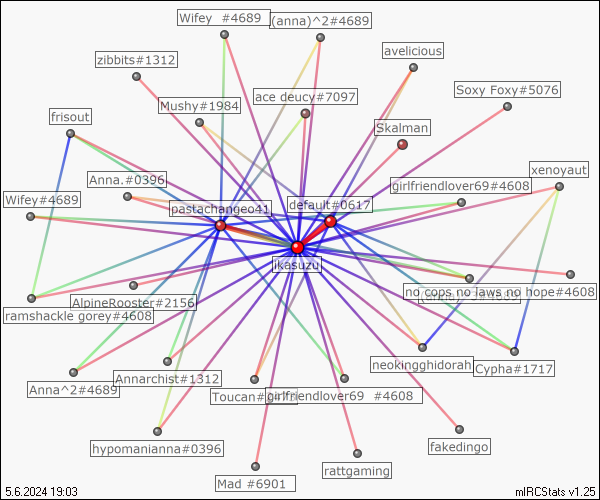 Wifey  #4689
(anna)^2#4689
avelicious
zibbits#1312
Soxy Foxy#5076
ace deucy#7097
Mushy#1984
frisout
Skalman
xenoyaut
Anna.#0396
girlfriendlover69#4608
Wifey#4689
pastachangeo41
default#0617
ikasuzu
no cops no laws no hope#4608
AlpineRooster#2156
ramshackle gorey#4608
neokingghidorah
Cypha#1717
Annarchist#1312
Anna^2#4689
Toucan#
girlfriendlover69  #4608
hypomanianna#0396
fakedingo
rattgaming
Mad #6901
5.6.2024 19:03
mIRCStats v1.25